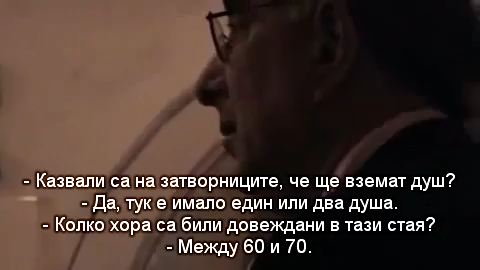 - Казвали са на затворниците, че ще вземат душ?
- Да, тук е имало един или два душа.
- Колко хора са били довеждани в тази стая?
- Между 60 и 70.